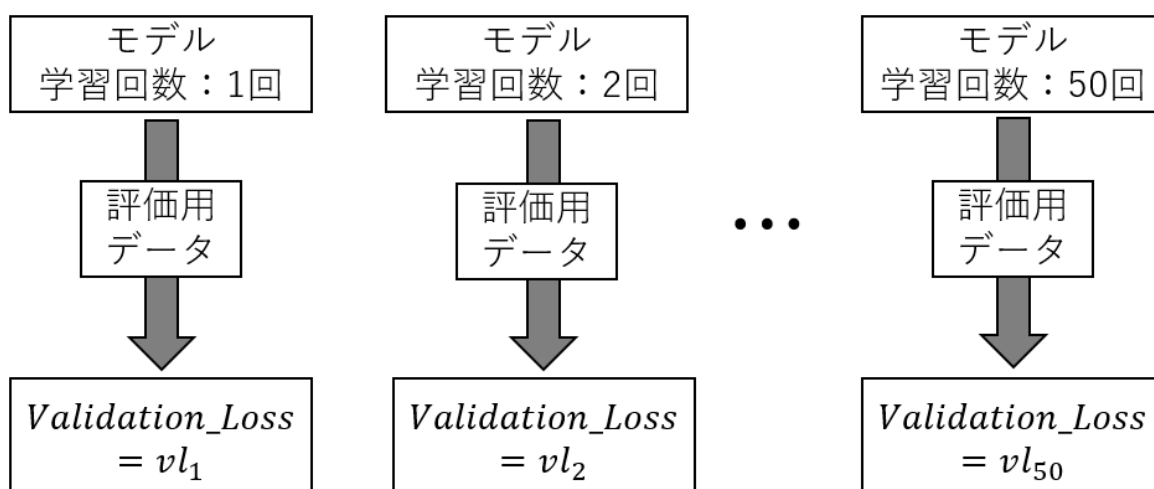 モデル
学習回数：1回
モデル
学習回数：2回
モデル
学習回数：50回
評価用
データ
評価用
データ
•••
評価用
データ
Validation_Loss
= vl₁
Validation_Loss
= vl₂
Validation_Loss
= vl₅₀